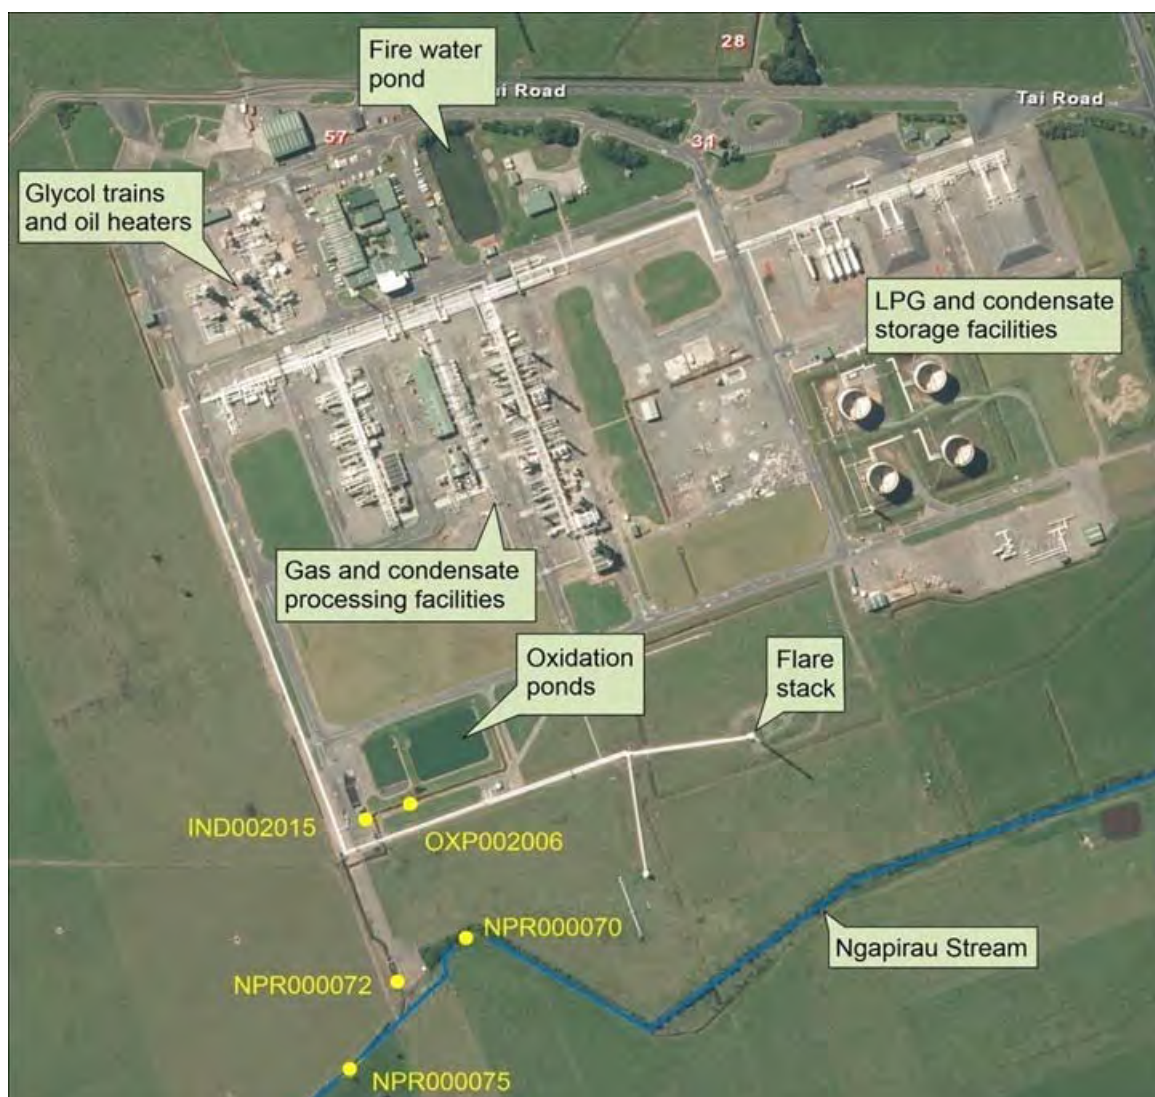 Fire water
pond
28
ui Road
Tai Road
57
31
Glycol trains
and oil heaters
LPG and condensate
storage facilities
Gas and condensate
processing facilities
Oxidation
ponds
Flare
stack
IND002015
OXP002006
NPR000070
Ngapirau Stream
NPR000072
NPR000075